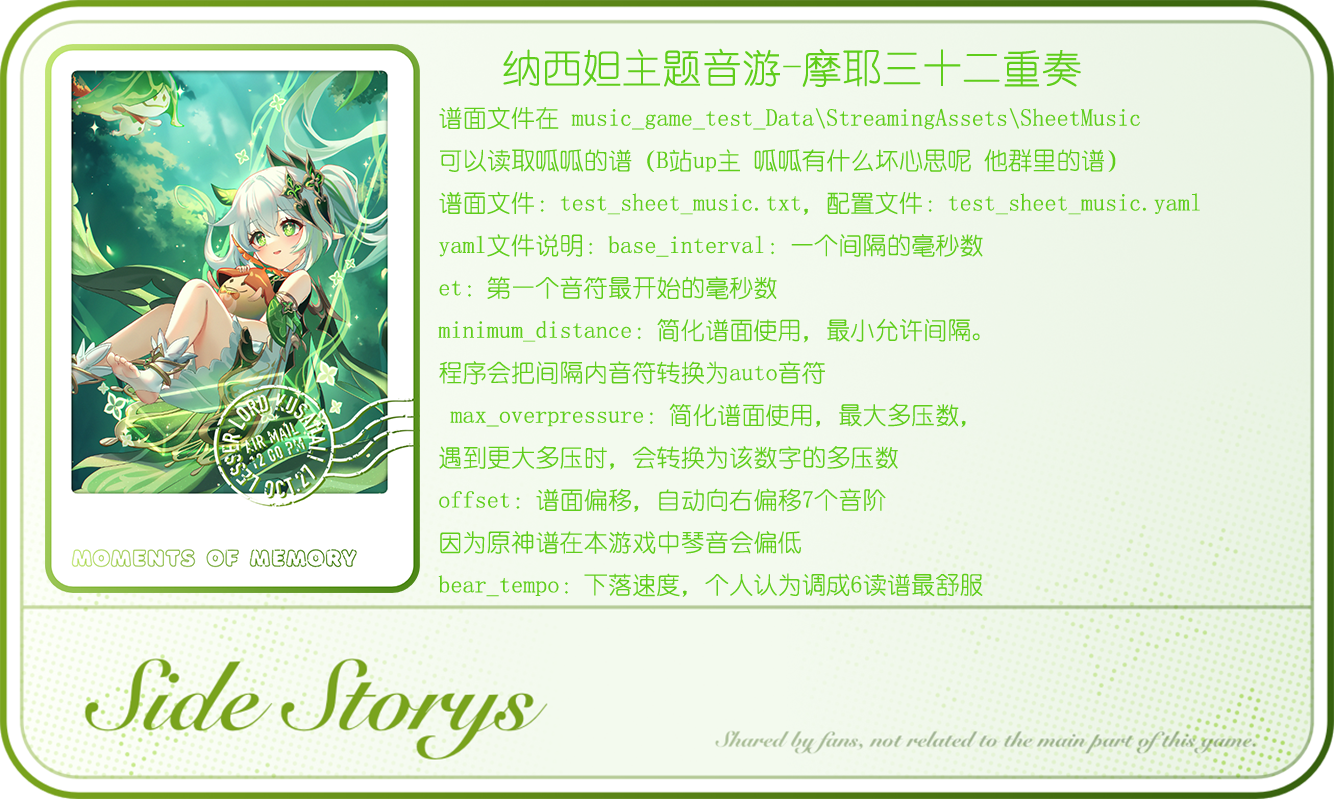 纳西妲主题音游-摩耶三十二重奏
谱面文件在 music_game_test_Data\StreamingAssets\SheetMusic
可以读取呱呱的谱（B站up主 呱呱有什么坏心思呢 他群里的谱）
谱面文件：test_sheet_music.txt，配置文件：test_sheet_music.yaml
yaml文件说明：base_interval：一个间隔的毫秒数
et：第一个音符最开始的毫秒数
minimum_distance：简化谱面使用，最小允许间隔。
程序会把间隔内音符转换为auto音符
max_overpressure：简化谱面使用，最大多压数，
遇到更大多压时，会转换为该数字的多压数
offset：谱面偏移，自动向右偏移7个音阶
因为原神谱在本游戏中琴音会偏低
bear_tempo：下落速度，个人认为调成6读谱最舒服
LESSER LORD KUSANALI
AIR MAIL
12 00 PM
OCT.27
MOMENTS OF MEMORY
Side Storys
Shared by fans, not related to the main part of this game.